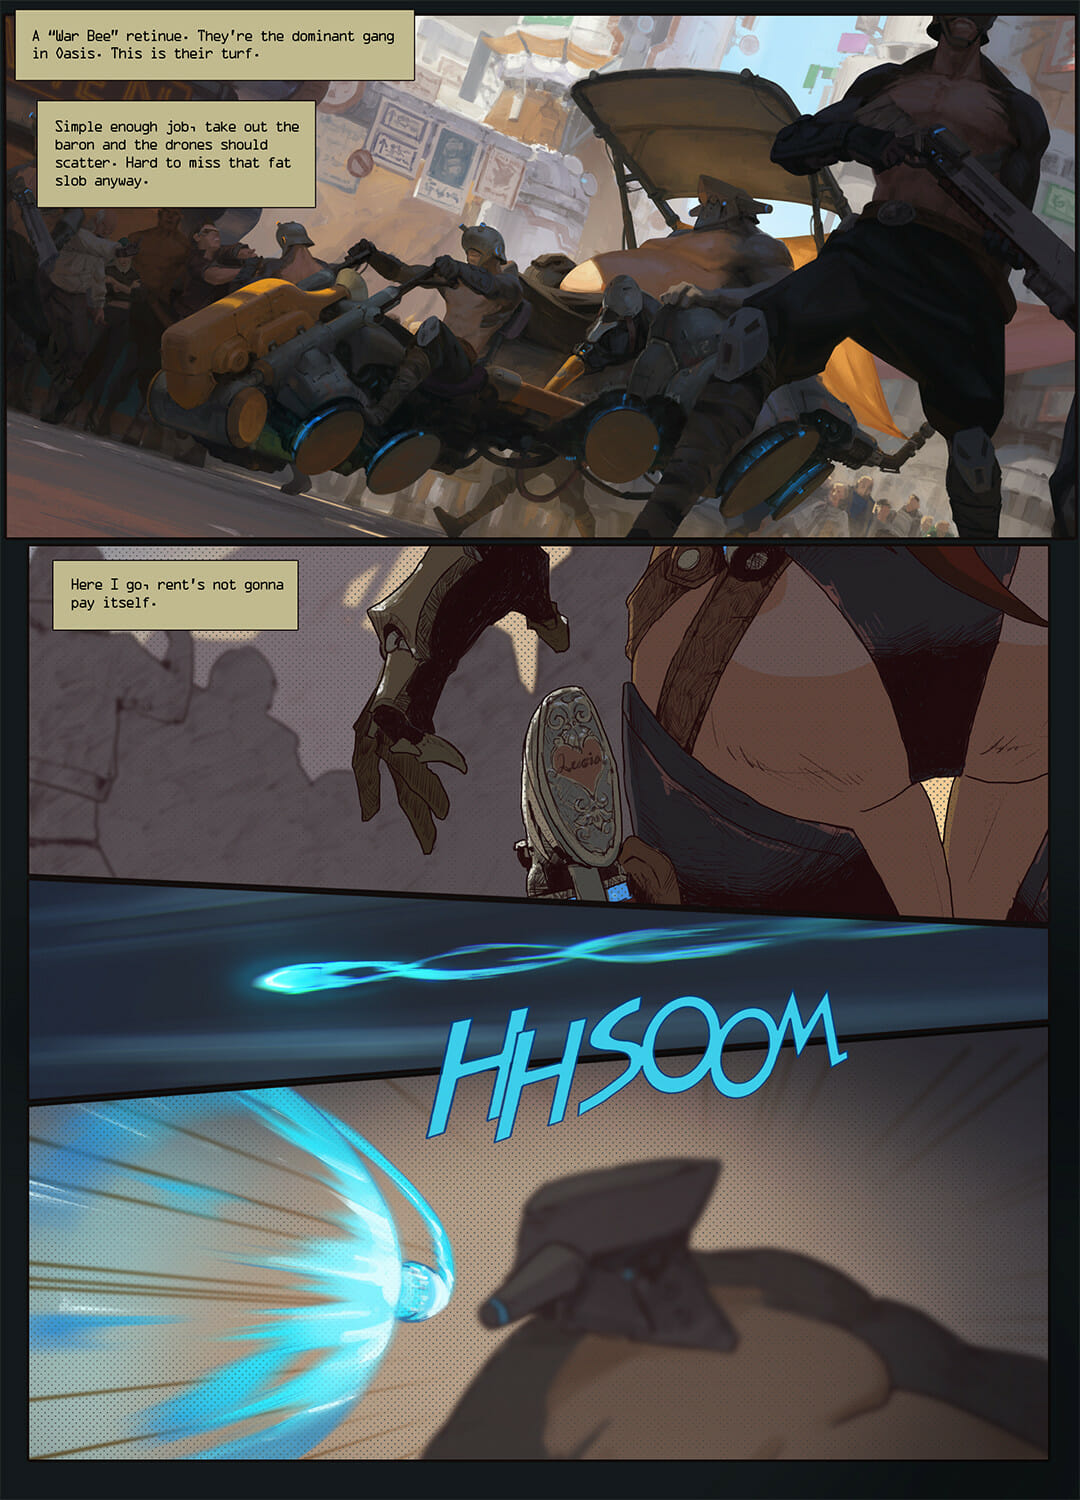 A “War Bee” retinue. They're the dominant gang
in Oasis. This is their turf.
Simple enough job, take out the
baron and the drones should
scatter. Hard to miss that fat
slob anyway.
Here I go, rent's not gonna
pay itself.
Lucia
HHSOOM